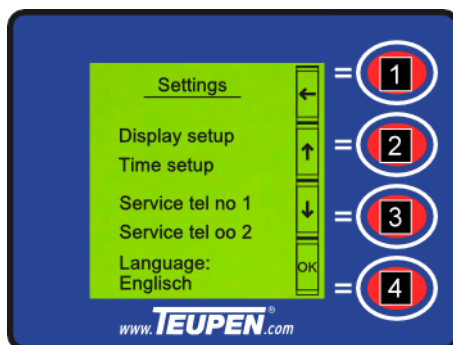 Settings
Display setup
Time setup
Service tel no 1
Service tel oo 2
Language:
Englisch
←
↑
↓
OK
= 1
= 2
= 3
= 4
www.TEUPEN®.com